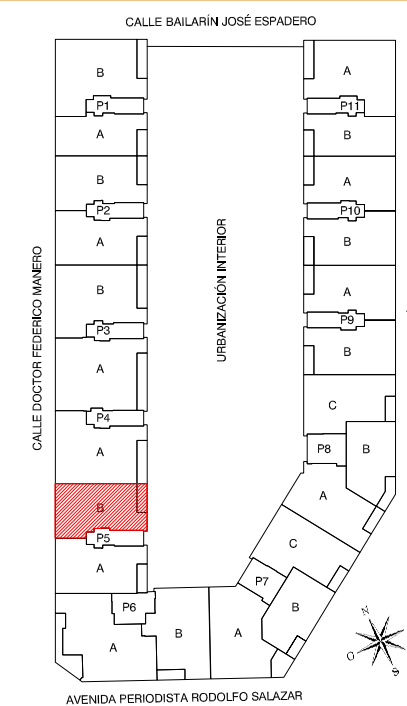 CALLE BAILARÍN JOSÉ ESPADERO
B
A
P1
P11
A
B
B
A
P2
P10
A
B
CALLE DOCTOR FEDERICO MANERO
URBANIZACIÓN INTERIOR
B
A
P3
P9
A
B
C
P4
A
P8
B
A
B
P5
C
A
P7
P6
B
A
B
A
N
O
S
AVENIDA PERIODISTA RODOLFO SALAZAR